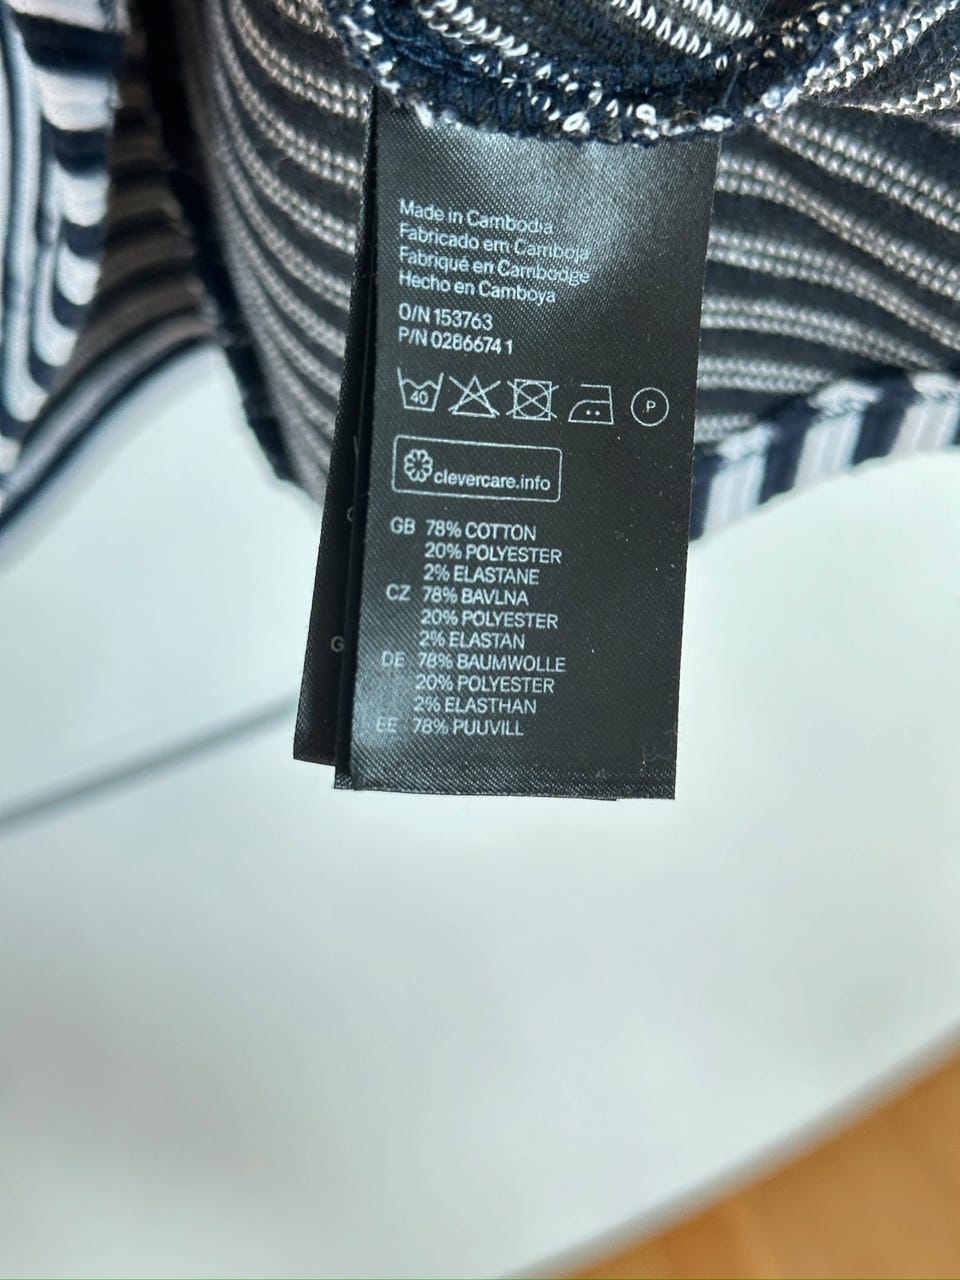 Made in Cambodia
Fabricado em Camboja
Fabriqué en Cambodge
Hecho en Camboya
O/N 153763
P/N 02866741
40 P
clevercare.info
GB 78% COTTON
20% POLYESTER
2% ELASTANE
CZ 78% BAVLNA
20% POLYESTER
2% ELASTAN
DE 78% BAUMWOLLE
20% POLYESTER
2% ELASTHAN
EE 78% PUUVILL